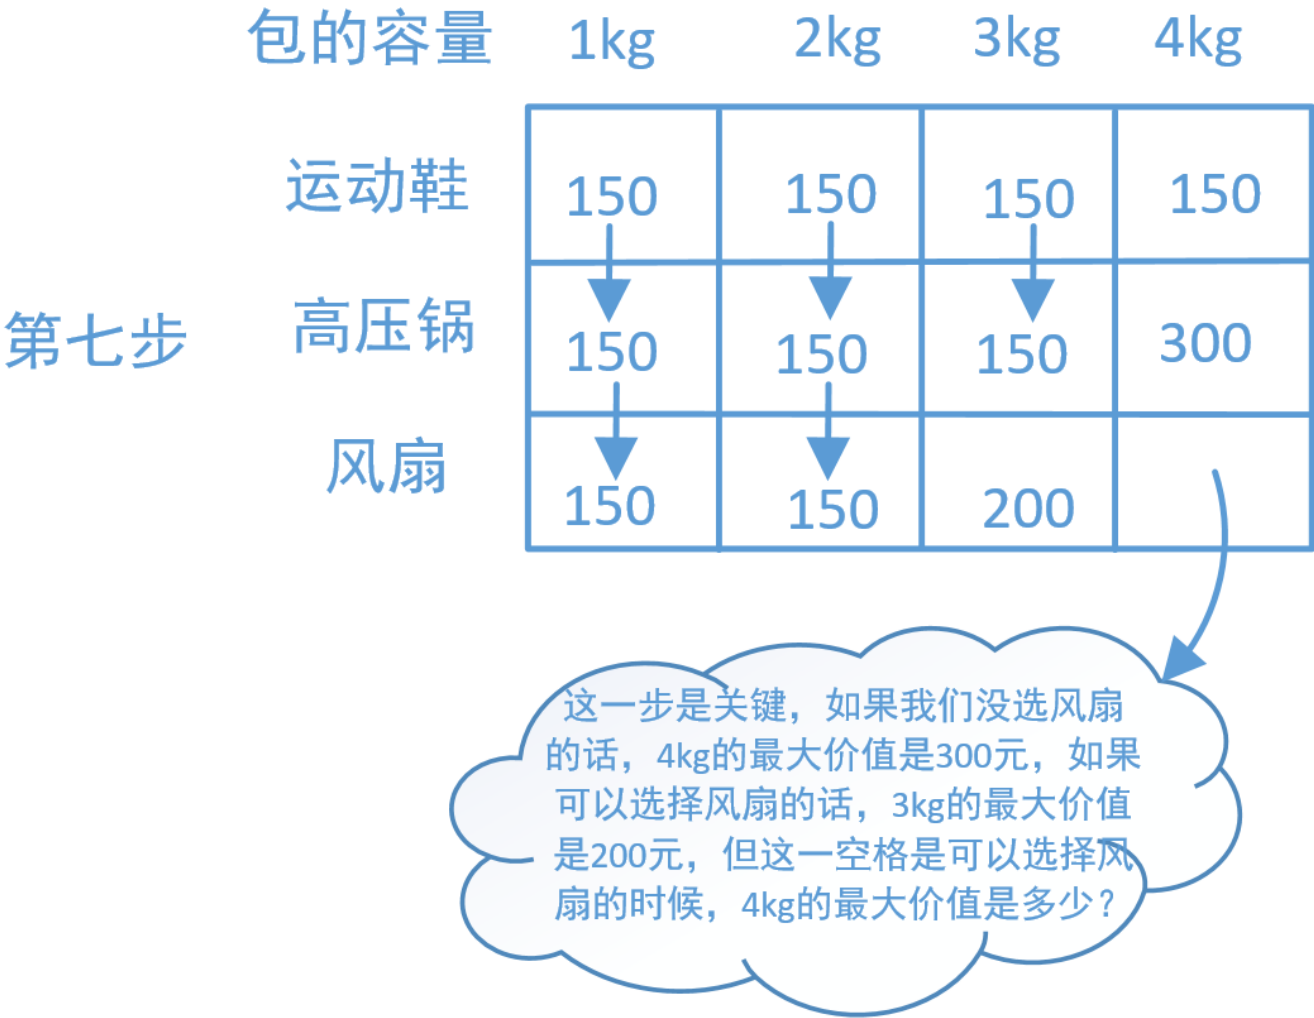 包的容量 1kg 2kg 3kg 4kg
运动鞋 150 150 150 150
第七步 高压锅 150 150 150 300
风扇 150 150 200
这一步是关键，如果我们没选风扇
的话，4kg的最大价值是300元，如果
可以选择风扇的话，3kg的最大价值
是200元，但这一空格是可以选择风
扇的时候，4kg的最大价值是多少？